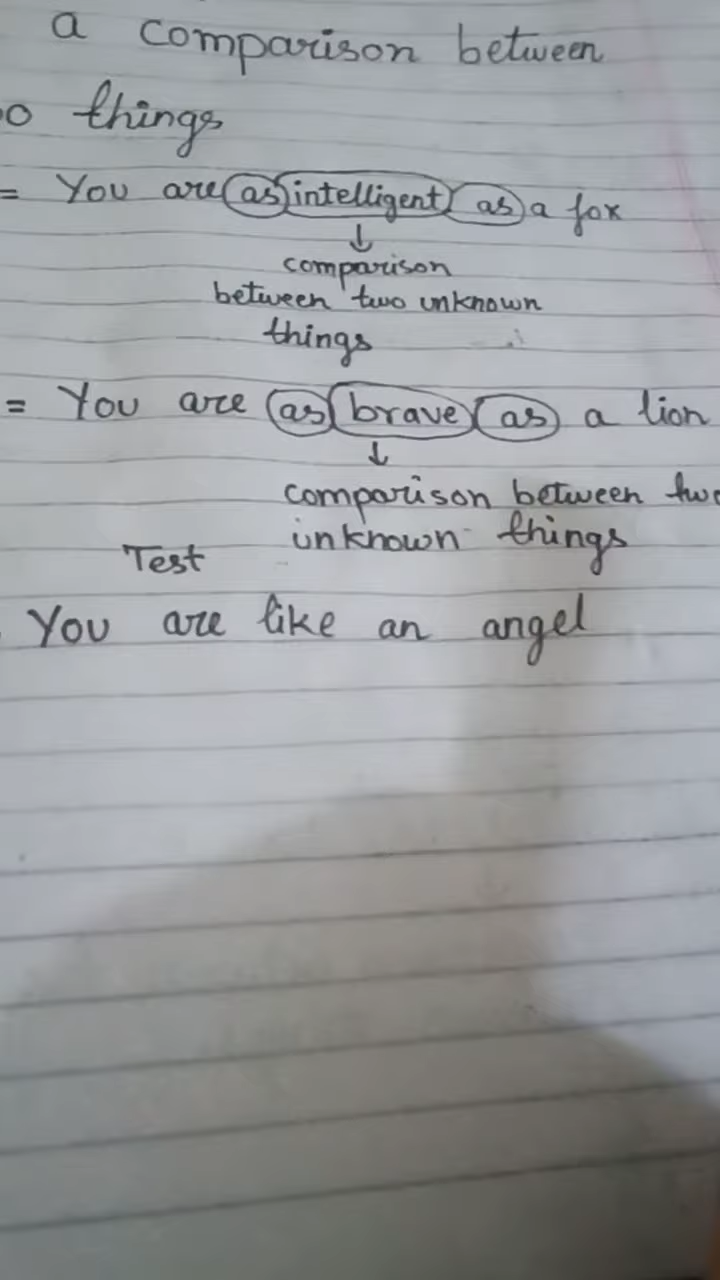 a comparison between
o things
= You are as intelligent as a fox
↓
comparison
between two unknown
things
= You are as brave as a lion
↓
comparison between two
unknown things
Test
You are like an angel